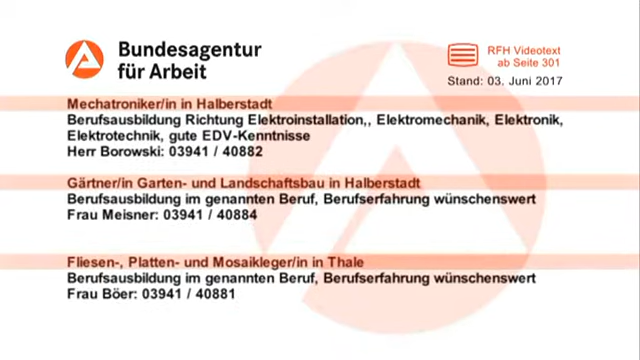 Bundesagentur
für Arbeit
RFH Videotext
ab Seite 301
Stand: 03. Juni 2017
Mechatroniker/in in Halberstadt
Berufsausbildung Richtung Elektroinstallation,, Elektromechanik, Elektronik,
Elektrotechnik, gute EDV-Kenntnisse
Herr Borowski: 03941 / 40882
Gärtner/in Garten- und Landschaftsbau in Halberstadt
Berufsausbildung im genannten Beruf, Berufserfahrung wünschenswert
Frau Meisner: 03941 / 40884
Fliesen-, Platten- und Mosaikleger/in in Thale
Berufsausbildung im genannten Beruf, Berufserfahrung wünschenswert
Frau Böer: 03941 / 40881